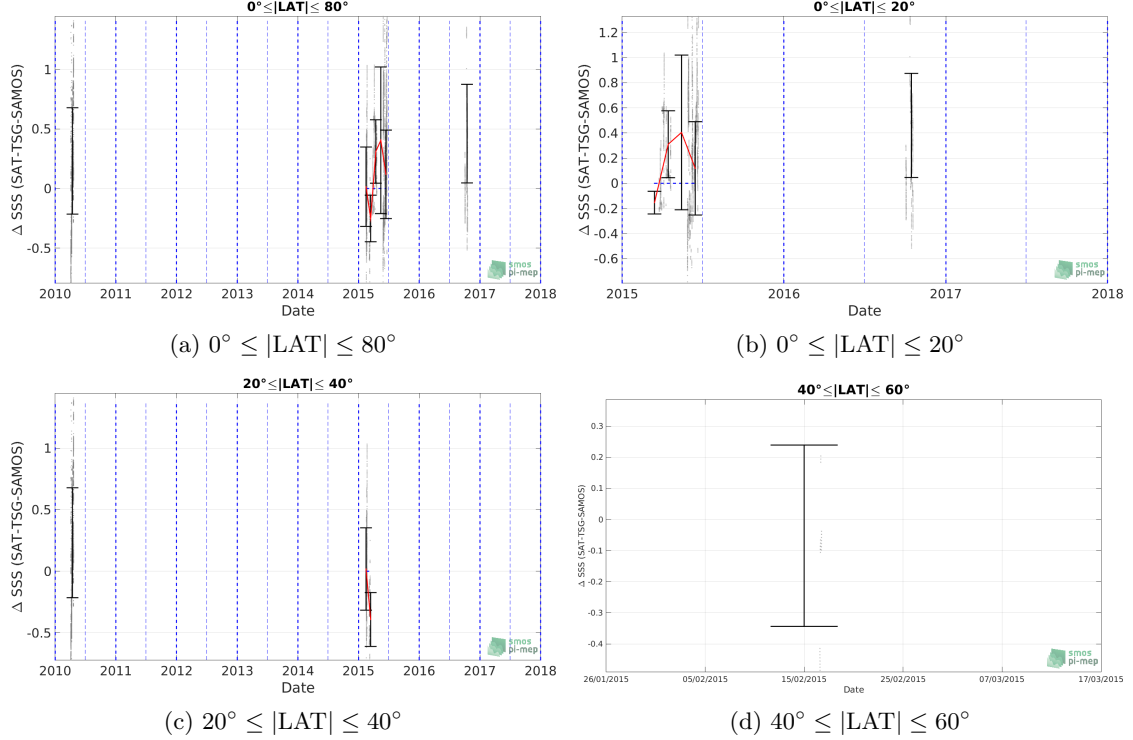 0°≤|LAT|≤ 80°
Δ SSS (SAT-TSG-SAMOS)
1
0.5
0
-0.5
2010 2011 2012 2013 2014 2015 2016 2017 2018
Date
smos
pi-mep
(a) 0° ≤ |LAT| ≤ 80°
0°≤|LAT|≤ 20°
Δ SSS (SAT-TSG-SAMOS)
1.2
1
0.8
0.6
0.4
0.2
0
-0.2
-0.4
-0.6
2015 2016 2017 2018
Date
smos
pi-mep
(b) 0° ≤ |LAT| ≤ 20°
20°≤|LAT|≤ 40°
Δ SSS (SAT-TSG-SAMOS)
1
0.5
0
-0.5
2010 2011 2012 2013 2014 2015 2016 2017 2018
Date
smos
pi-mep
(c) 20° ≤ |LAT| ≤ 40°
40°≤|LAT|≤ 60°
Δ SSS (SAT-TSG-SAMOS)
0.3
0.2
0.1
0
-0.1
-0.2
-0.3
-0.4
26/01/2015 05/02/2015 15/02/2015 25/02/2015 07/03/2015 17/03/2015
Date
smos
pi-mep
(d) 40° ≤ |LAT| ≤ 60°